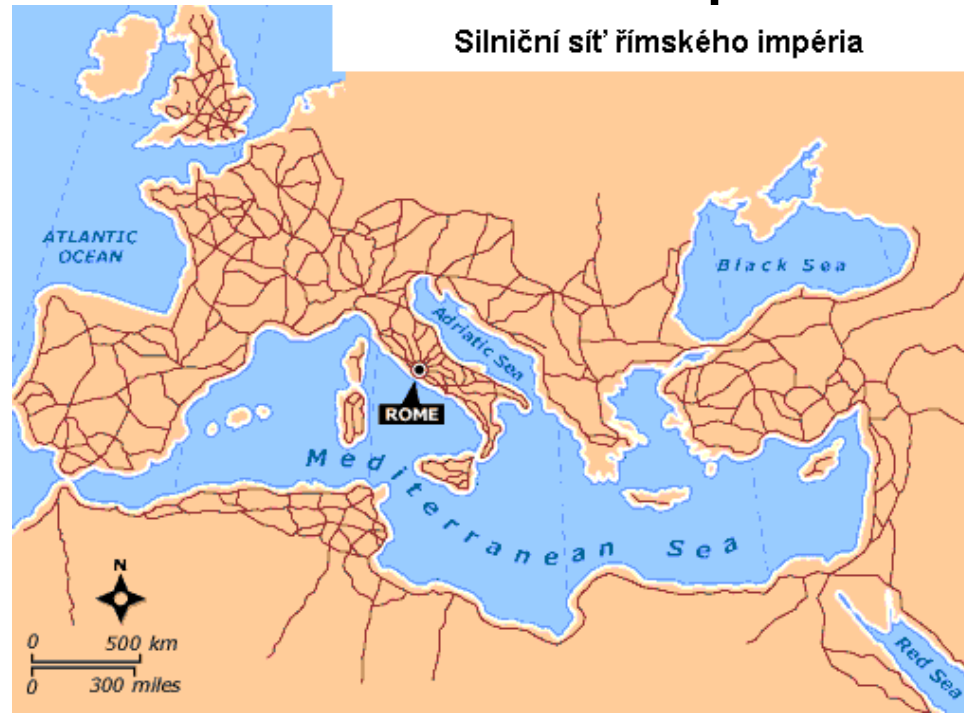 Silniční síť římského impéria
ATLANTIC
OCEAN
Black Sea
Adriatic Sea
ROME
Mediterranean Sea
N
0 500 km
0 300 miles
Red Sea